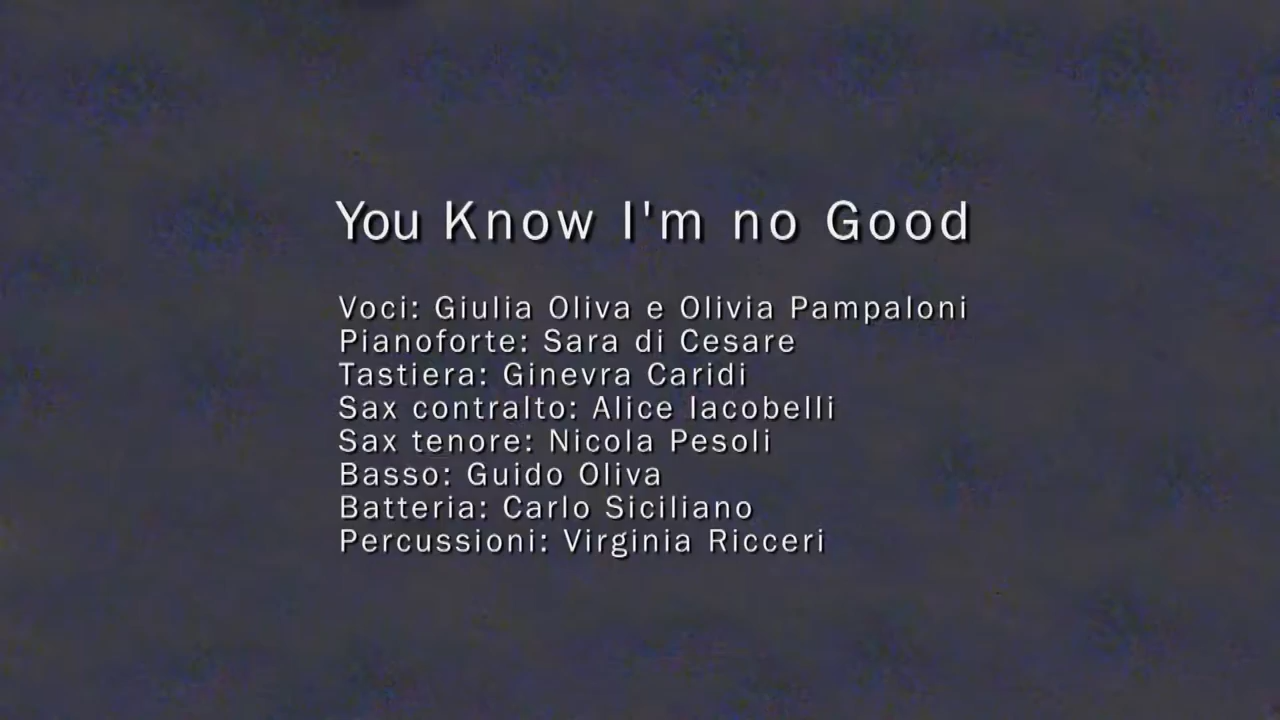 You Know I'm no Good
Voci: Giulia Oliva e Olivia Pampaloni
Pianoforte: Sara di Cesare
Tastiera: Ginevra Caridi
Sax contralto: Alice Iacobelli
Sax tenore: Nicola Pesoli
Basso: Guido Oliva
Batteria: Carlo Siciliano
Percussioni: Virginia Ricceri